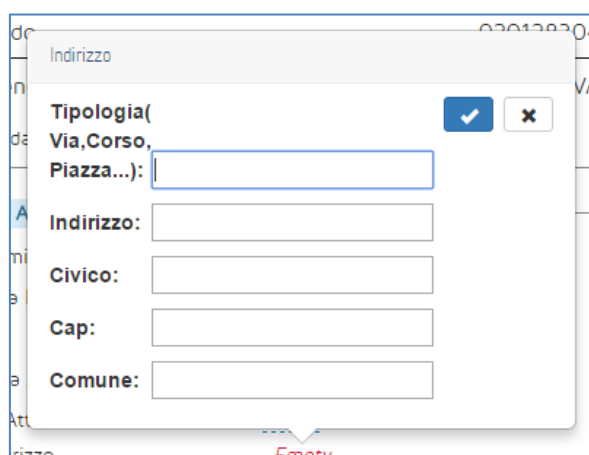 Indirizzo
Tipologia(
Via,Corso,
Piazza...):
Indirizzo:
Civico:
Cap:
Comune:
Empty